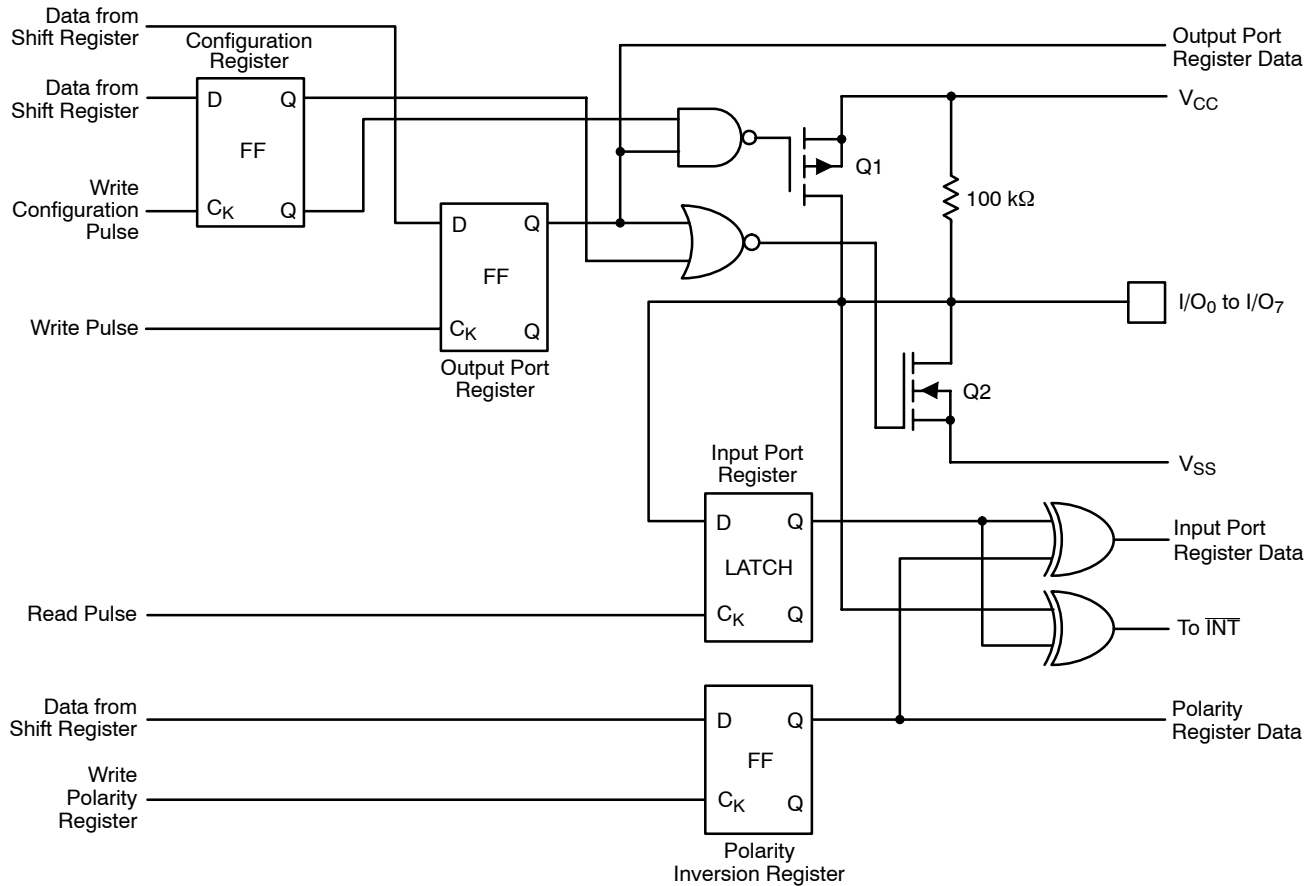 Data from
Shift Register
Configuration
Register
Data from
Shift Register
D
Q
FF
Write
Configuration
Pulse
CK
Q
Output Port
Register Data
VCC
Q1
100 kΩ
D
Q
FF
Write Pulse
CK
Q
Output Port
Register
I/O0 to I/O7
Q2
VSS
Input Port
Register
D
Q
LATCH
Read Pulse
CK
Q
Input Port
Register Data
To INT
Data from
Shift Register
D
Q
FF
Write
Polarity
Register
CK
Q
Polarity
Register Data
Polarity
Inversion Register